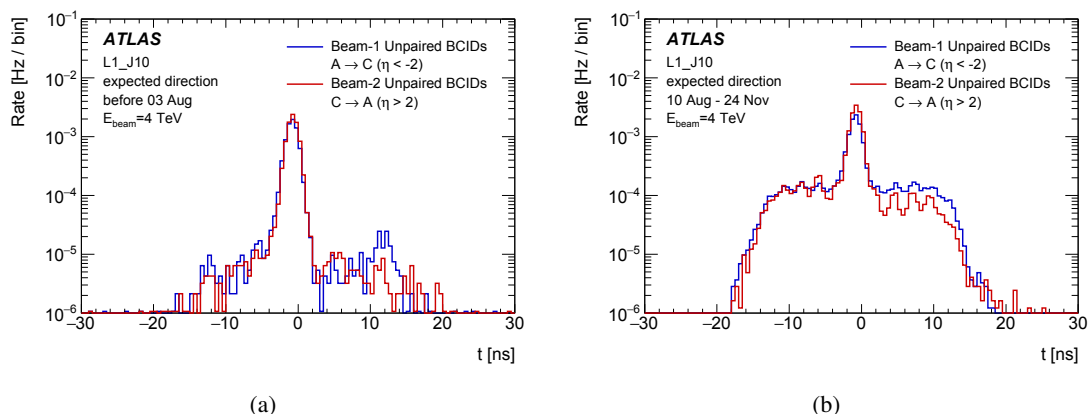 ATLAS
L1_J10
expected direction
before 03 Aug
E_beam=4 TeV
Beam-1 Unpaired BCIDs
A → C (η < -2)
Beam-2 Unpaired BCIDs
C → A (η > 2)
Rate [Hz / bin]
10⁻¹
10⁻²
10⁻³
10⁻⁴
10⁻⁵
10⁻⁶
−30 −20 −10 0 10 20 30
t [ns]
(a)
ATLAS
L1_J10
expected direction
10 Aug - 24 Nov
E_beam=4 TeV
Beam-1 Unpaired BCIDs
A → C (η < -2)
Beam-2 Unpaired BCIDs
C → A (η > 2)
Rate [Hz / bin]
10⁻¹
10⁻²
10⁻³
10⁻⁴
10⁻⁵
10⁻⁶
−30 −20 −10 0 10 20 30
t [ns]
(b)